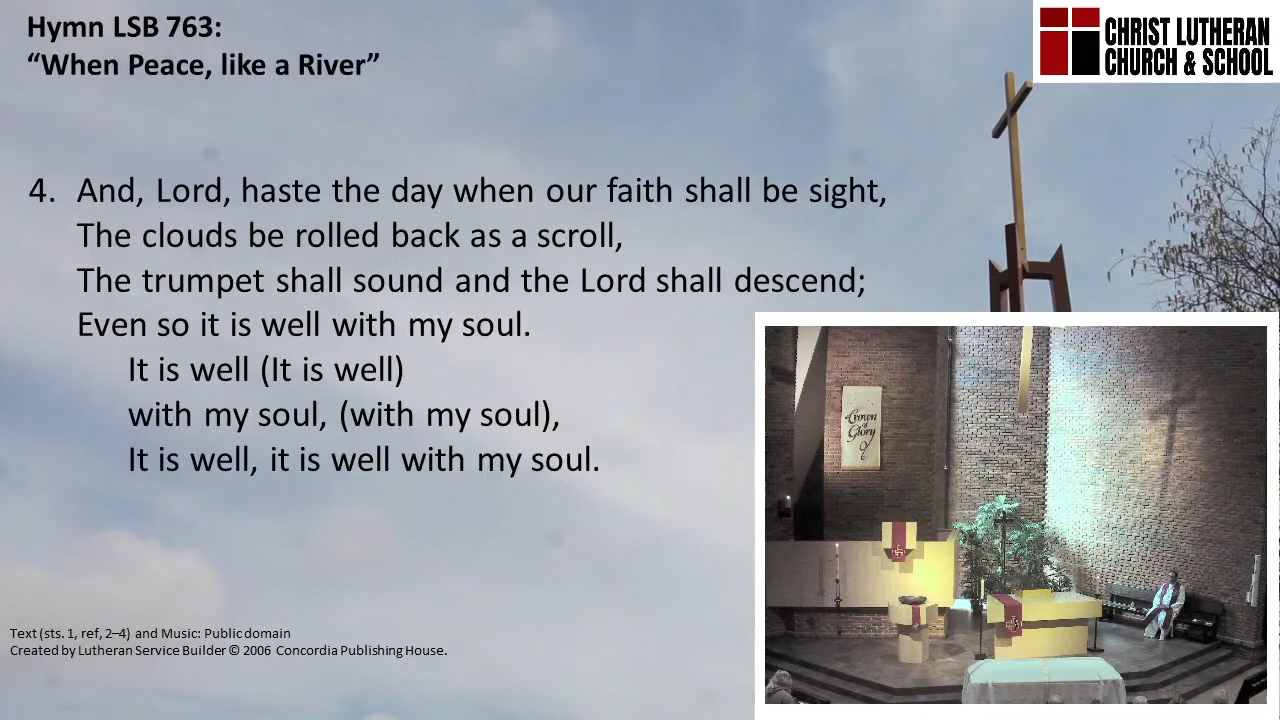 Hymn LSB 763:
“When Peace, like a River”
CHRIST LUTHERAN
CHURCH & SCHOOL
4. And, Lord, haste the day when our faith shall be sight,
The clouds be rolled back as a scroll,
The trumpet shall sound and the Lord shall descend;
Even so it is well with my soul.
It is well (It is well)
with my soul, (with my soul),
It is well, it is well with my soul.
Crown
of
Glory
Text (sts. 1, ref, 2–4) and Music: Public domain
Created by Lutheran Service Builder © 2006 Concordia Publishing House.